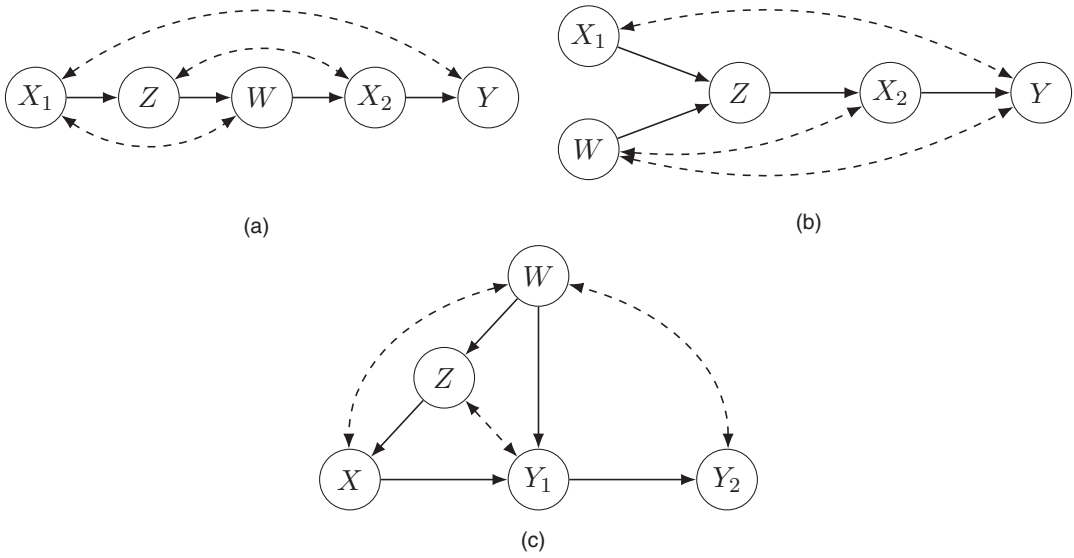 X₁ Z W X₂ Y
(a)
X₁
Z X₂ Y
W
(b)
W
Z
X Y₁ Y₂
(c)